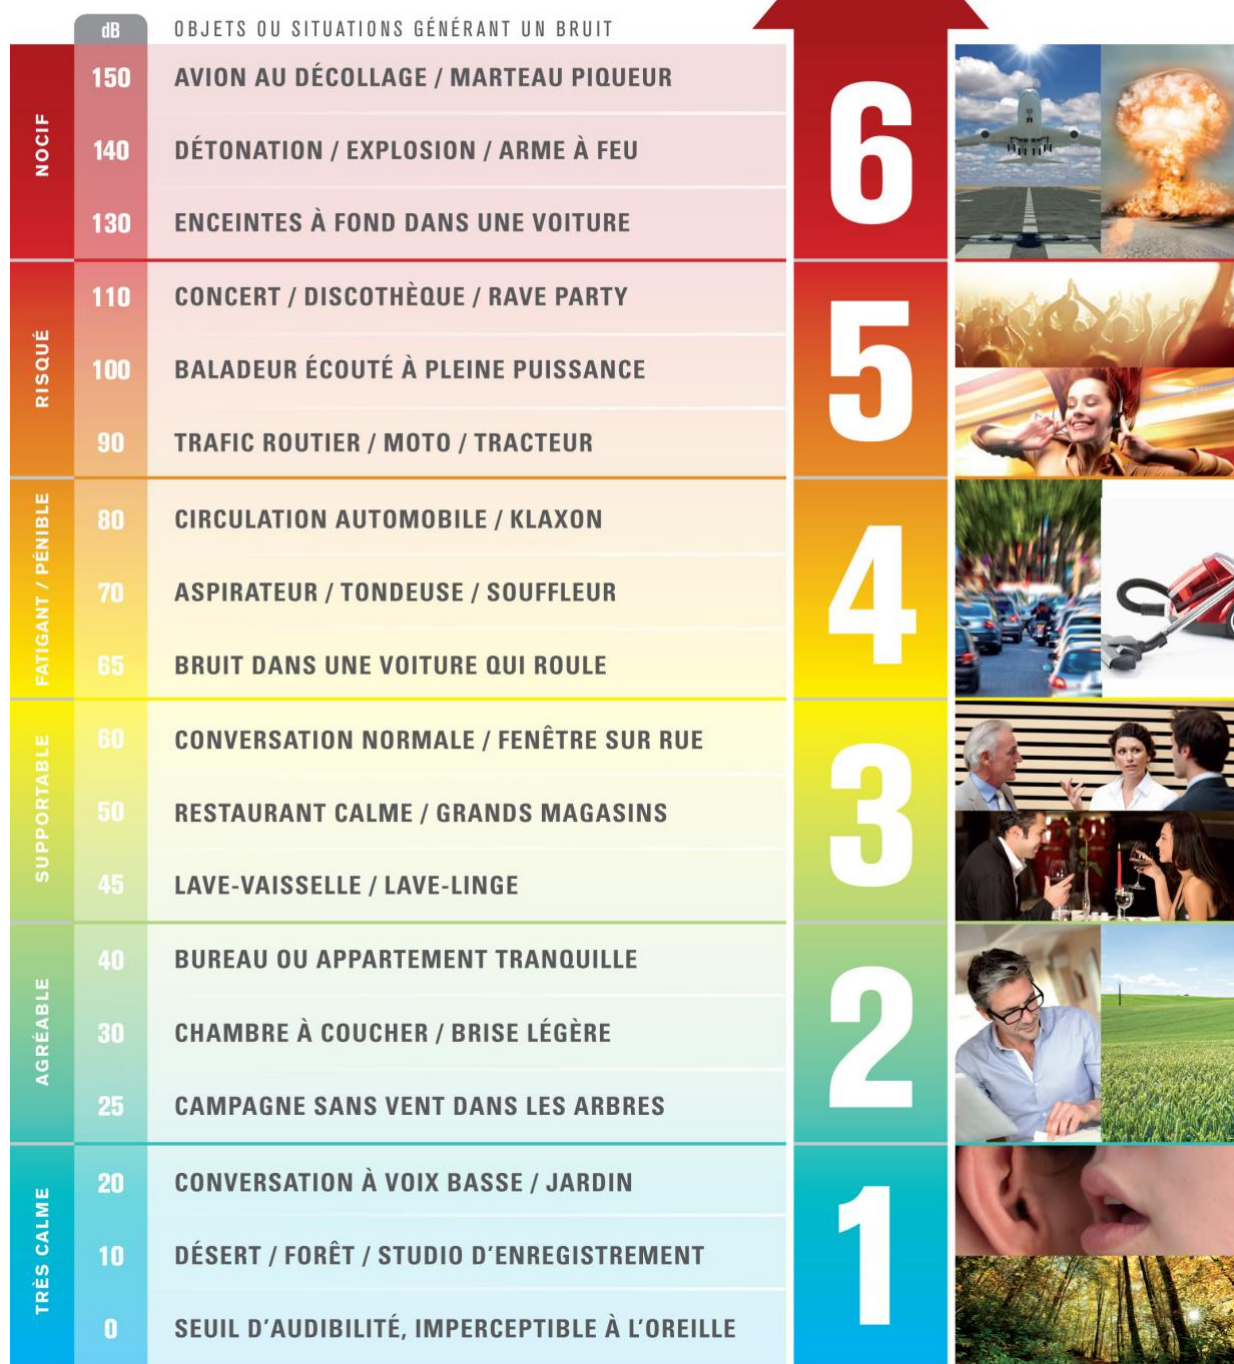 dB OBJETS OU SITUATIONS GÉNÉRANT UN BRUIT
NOCIF
150 AVION AU DÉCOLLAGE / MARTEAU PIQUEUR
140 DÉTONATION / EXPLOSION / ARME À FEU
130 ENCEINTES À FOND DANS UNE VOITURE
6
RISQUÉ
110 CONCERT / DISCOTHÈQUE / RAVE PARTY
100 BALADEUR ÉCOUTÉ À PLEINE PUISSANCE
90 TRAFIC ROUTIER / MOTO / TRACTEUR
5
FATIGANT / PÉNIBLE
80 CIRCULATION AUTOMOBILE / KLAXON
70 ASPIRATEUR / TONDEUSE / SOUFFLEUR
65 BRUIT DANS UNE VOITURE QUI ROULE
4
SUPPORTABLE
60 CONVERSATION NORMALE / FENÊTRE SUR RUE
50 RESTAURANT CALME / GRANDS MAGASINS
45 LAVE-VAISSELLE / LAVE-LINGE
3
AGRÉABLE
40 BUREAU OU APPARTEMENT TRANQUILLE
30 CHAMBRE À COUCHER / BRISE LÉGÈRE
25 CAMPAGNE SANS VENT DANS LES ARBRES
2
TRÈS CALME
20 CONVERSATION À VOIX BASSE / JARDIN
10 DÉSERT / FORÊT / STUDIO D'ENREGISTREMENT
0 SEUIL D'AUDIBILITÉ, IMPERCEPTIBLE À L'OREILLE
1